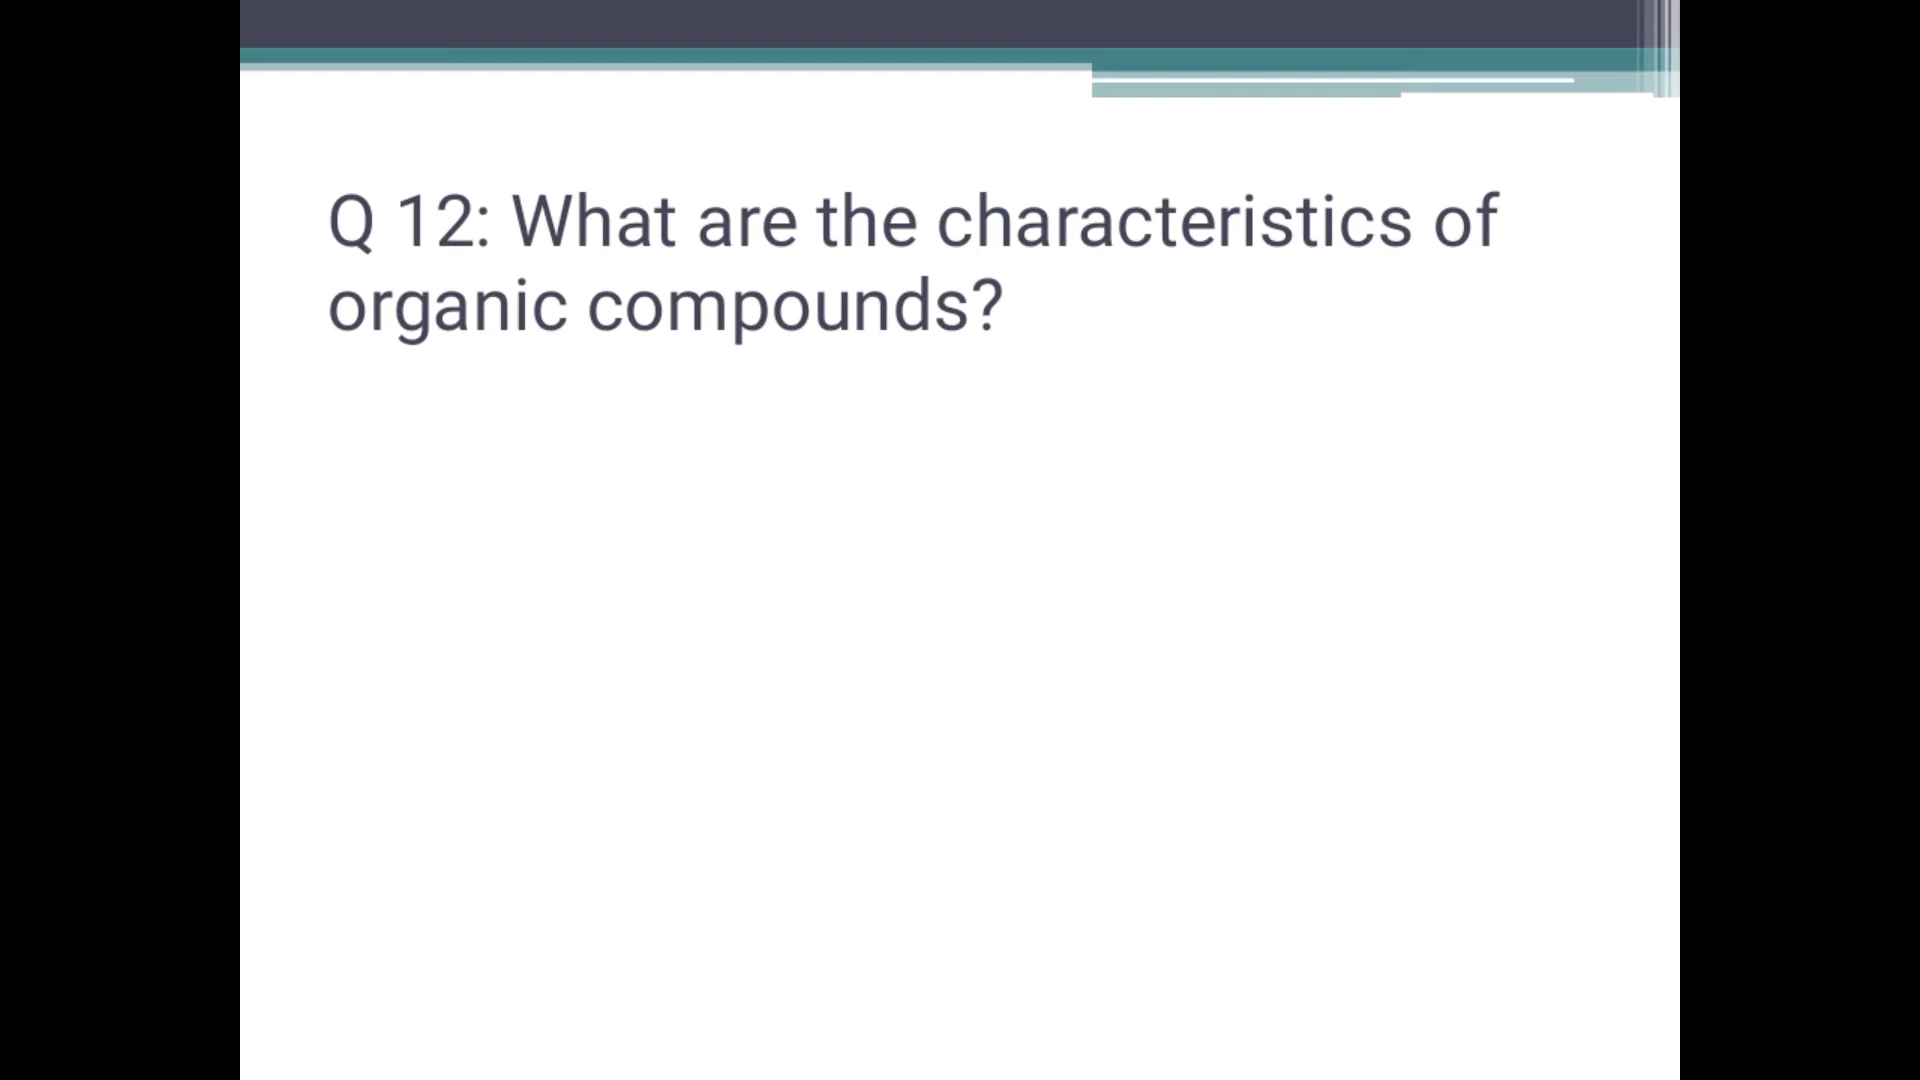 Q 12: What are the characteristics of
organic compounds?